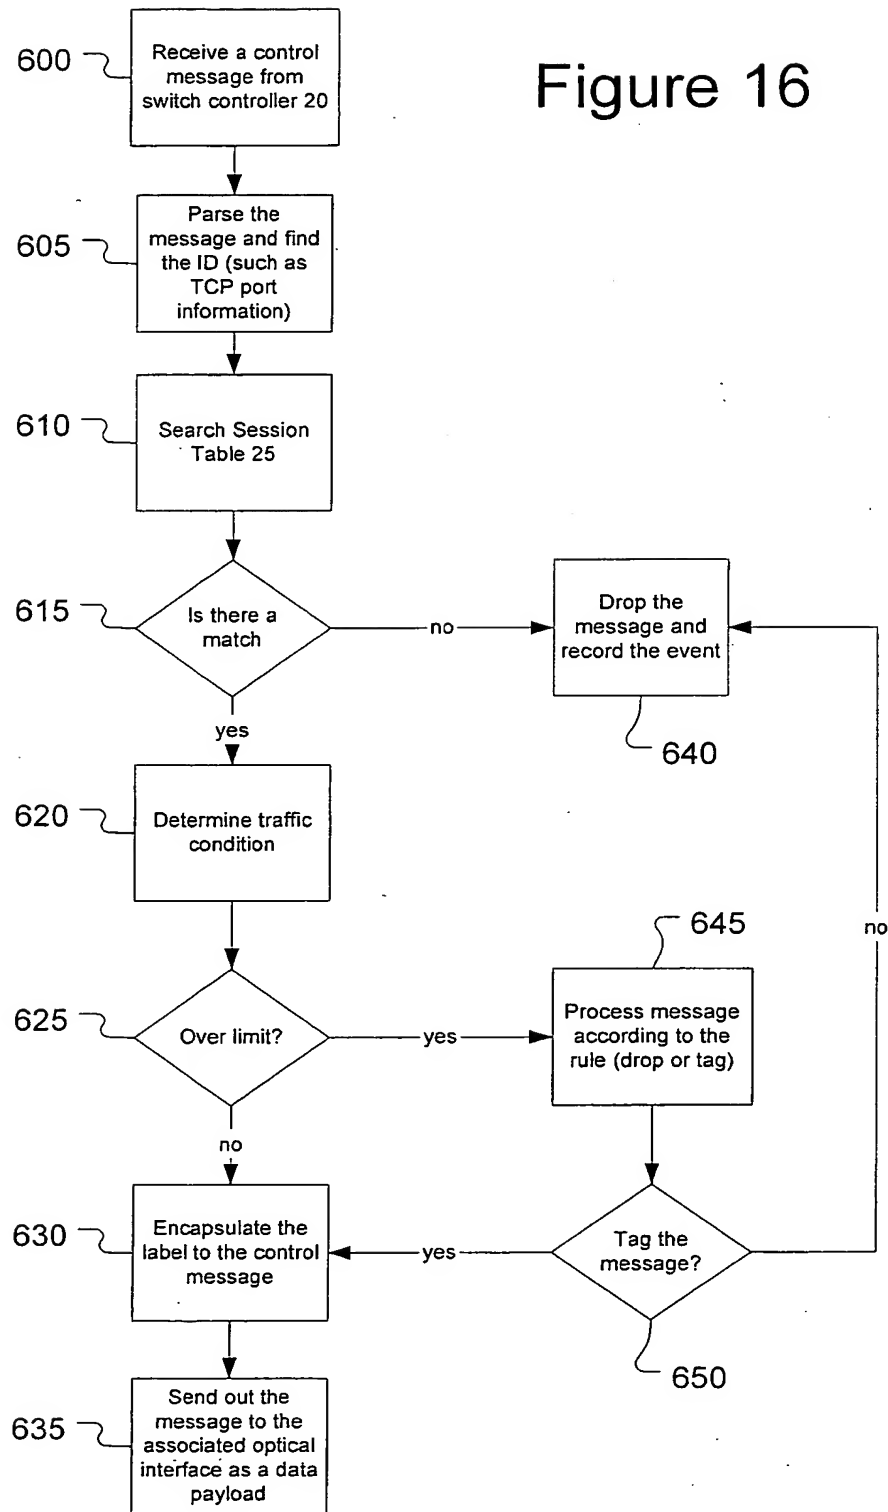 Figure 16
600
Receive a control
message from
switch controller 20
605
Parse the
message and find
the ID (such as
TCP port
information)
610
Search Session
Table 25
615
Is there a
match
no
Drop the
message and
record the event
640
yes
620
Determine traffic
condition
645
no
625
Over limit?
yes
Process message
according to the
rule (drop or tag)
no
630
Encapsulate the
label to the control
message
yes
Tag the
message?
650
635
Send out the
message to the
associated optical
interface as a data
payload